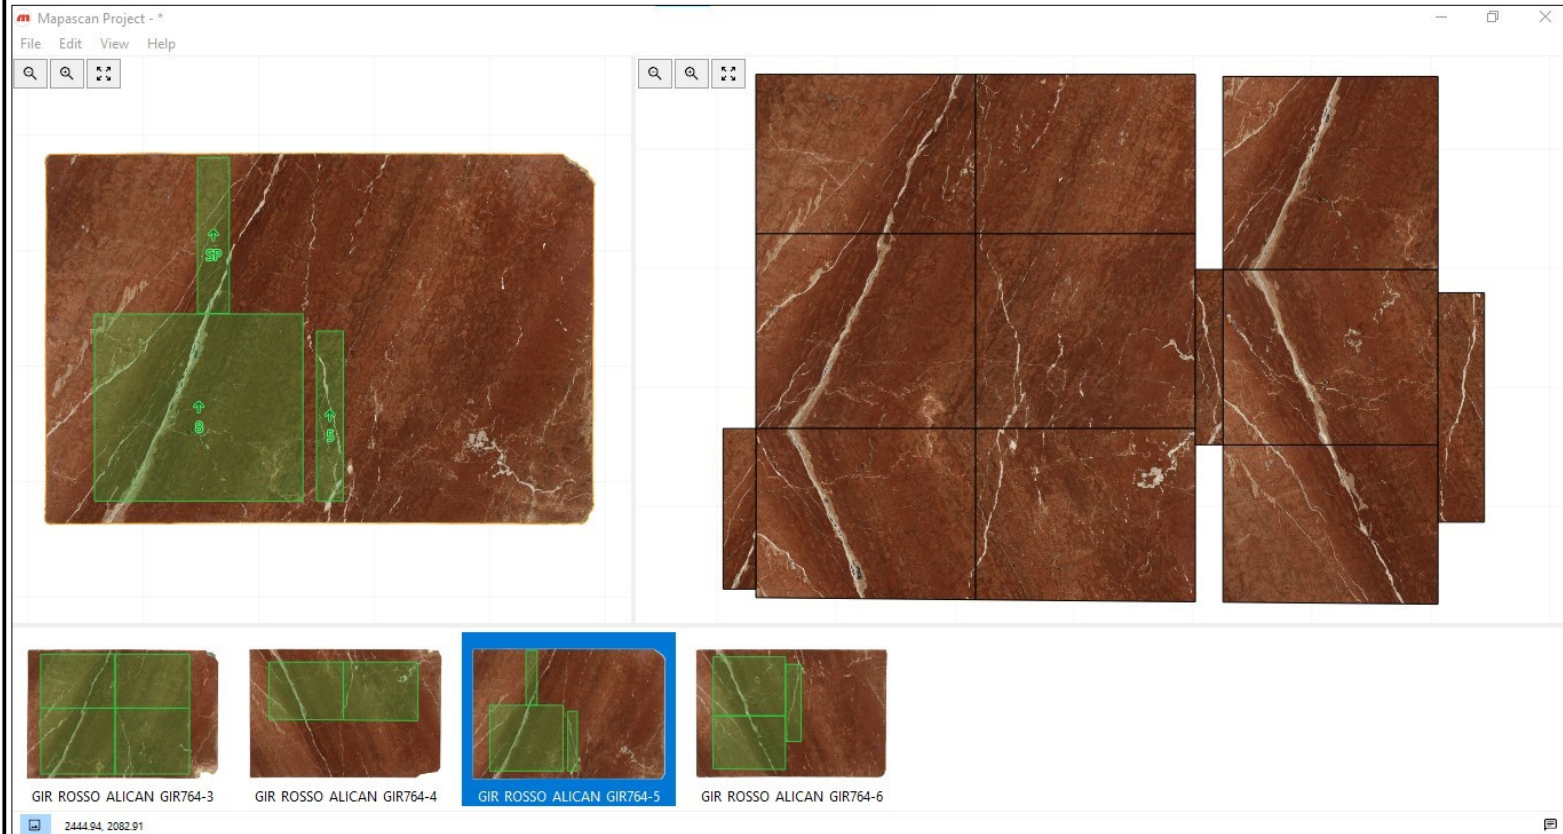 Mapascan Project - *
File Edit View Help
SP
8
5
GIR ROSSO ALICAN GIR764-3
GIR ROSSO ALICAN GIR764-4
GIR ROSSO ALICAN GIR764-5
GIR ROSSO ALICAN GIR764-6
2444.94, 2082.91